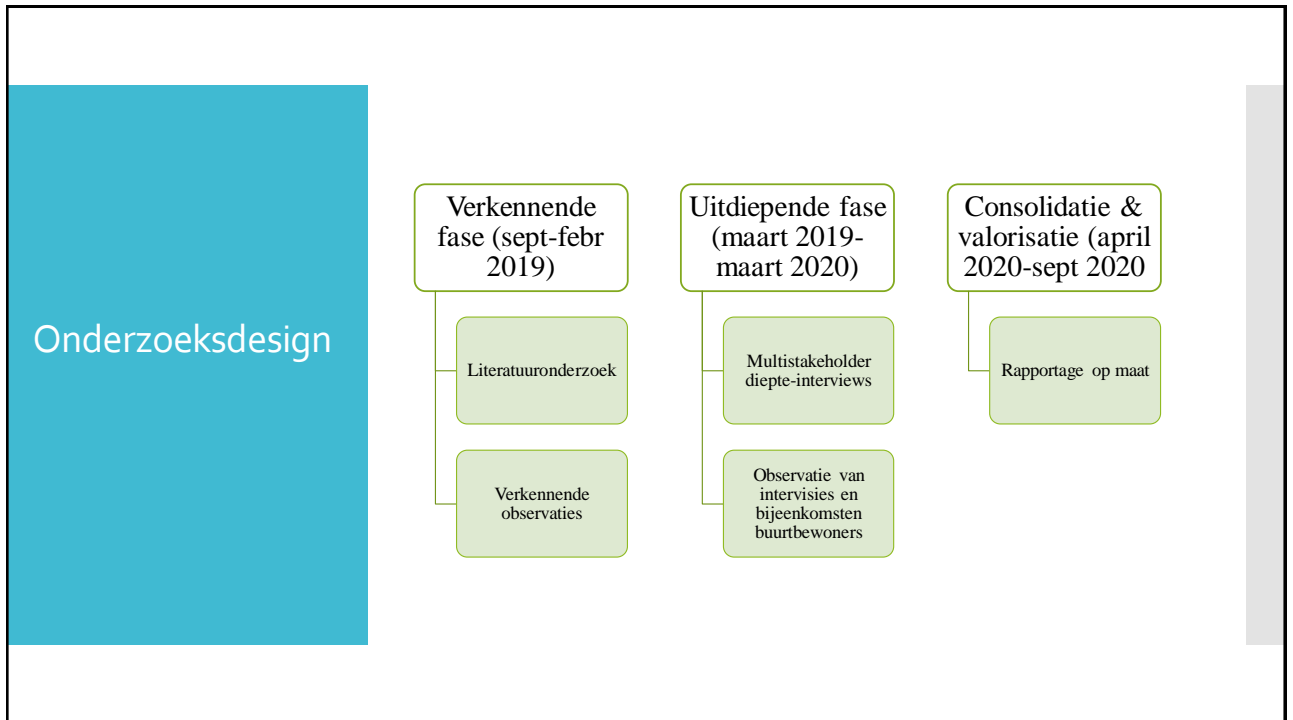 Onderzoeksdesign
Verkennende
fase (sept-febr
2019)
Literatuuronderzoek
Verkennende
observaties
Uitdiepende fase
(maart 2019-
maart 2020)
Multistakeholder
diepte-interviews
Observatie van
intervisies en
bijeenkomsten
buurtbewoners
Consolidatie &
valorisatie (april
2020-sept 2020
Rapportage op maat